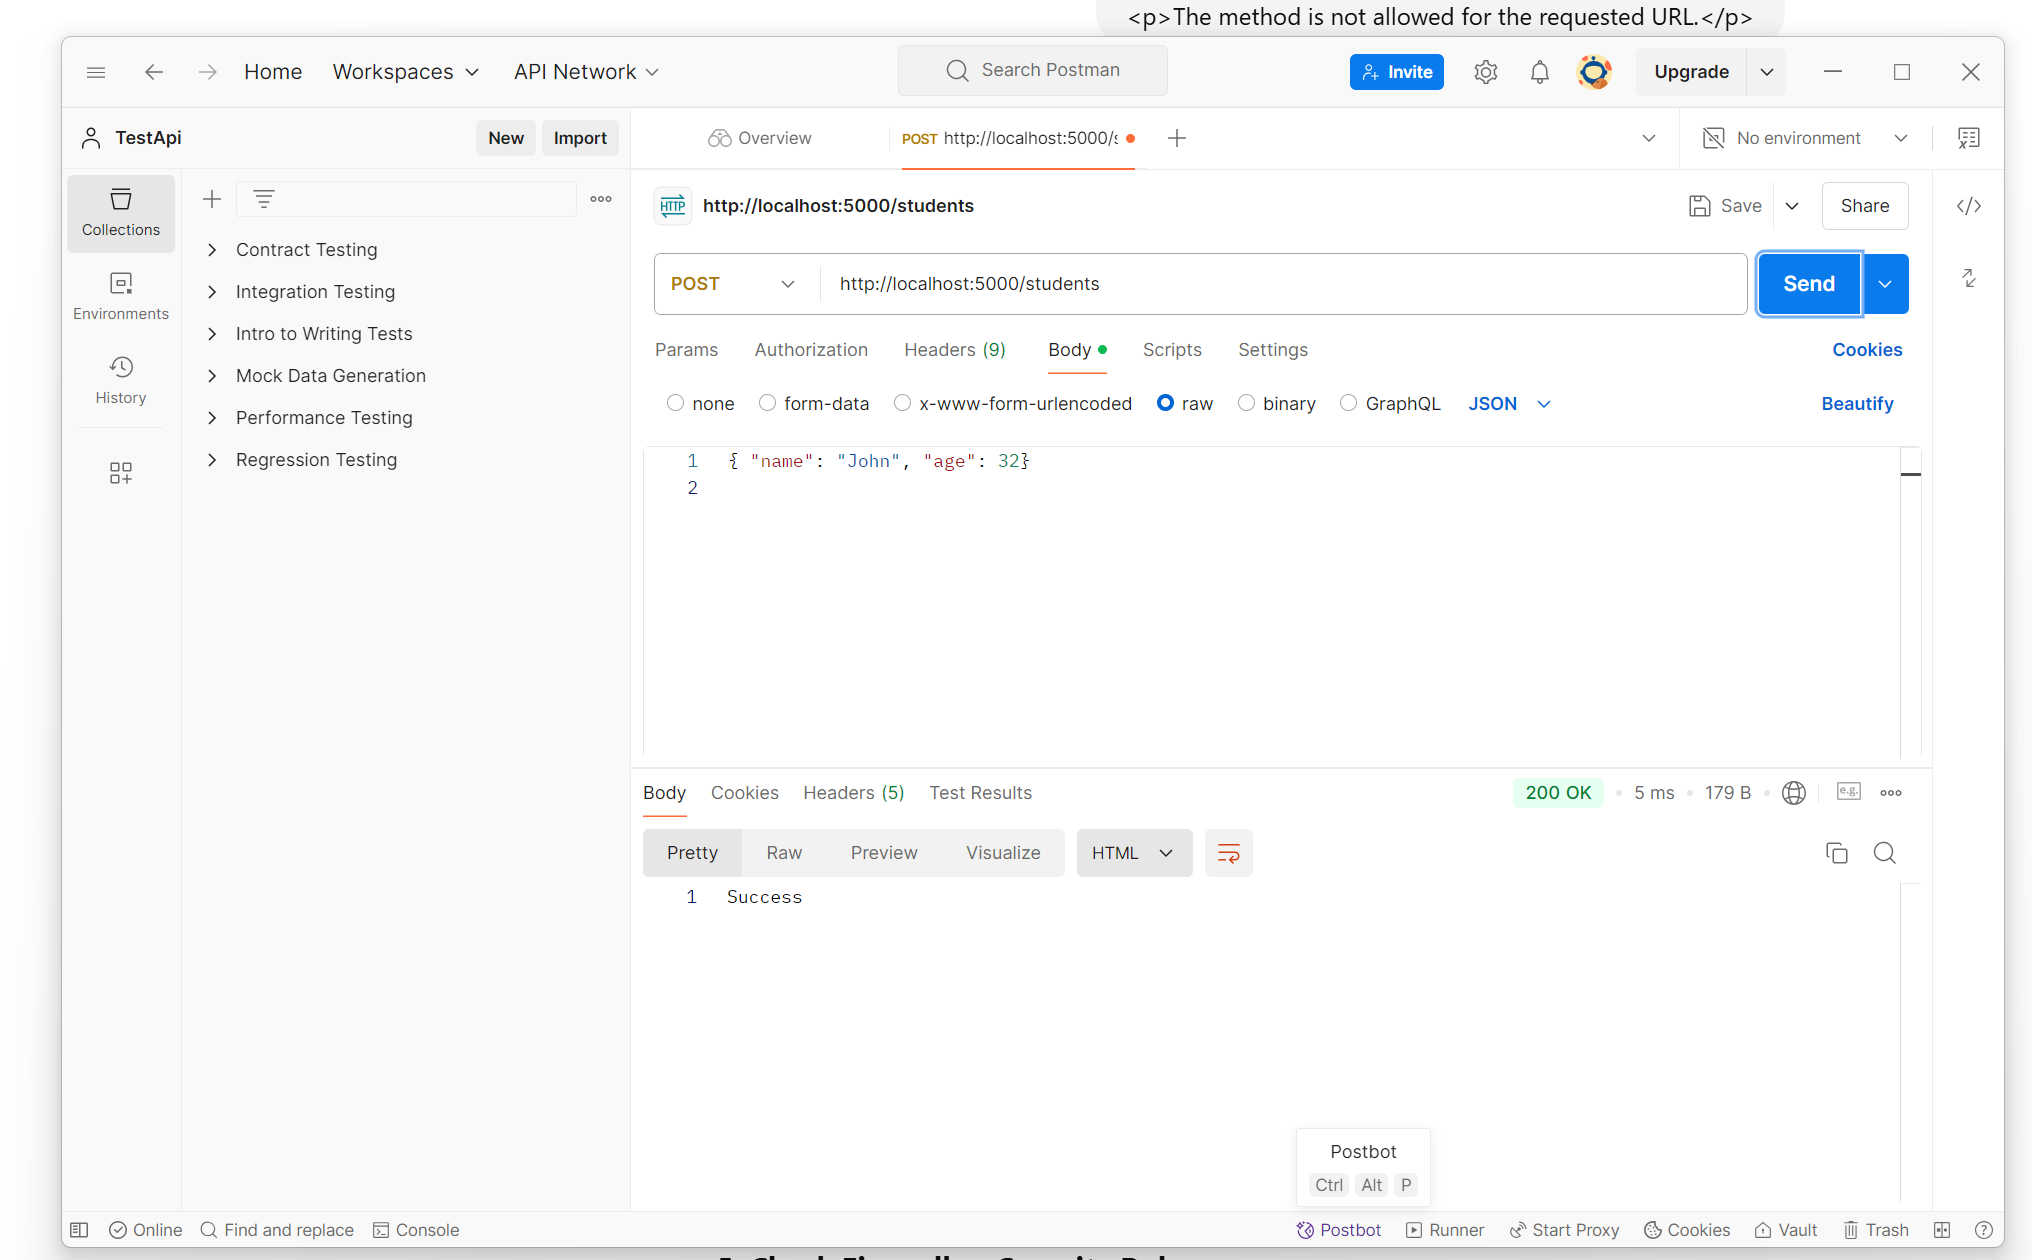 <p>The method is not allowed for the requested URL.</p>
Home Workspaces API Network Search Postman Invite Upgrade
TestApi New Import Overview POST http://localhost:5000/s No environment
Collections
Environments
History
Contract Testing
Integration Testing
Intro to Writing Tests
Mock Data Generation
Performance Testing
Regression Testing
HTTP http://localhost:5000/students Save Share
POST http://localhost:5000/students Send
Params Authorization Headers (9) Body Scripts Settings Cookies
none form-data x-www-form-urlencoded raw binary GraphQL JSON Beautify
1 { "name": "John", "age": 32}
2
Body Cookies Headers (5) Test Results 200 OK • 5 ms • 179 B e.g.
Pretty Raw Preview Visualize HTML
1 Success
Postbot
Ctrl Alt P
Online Find and replace Console Postbot Runner Start Proxy Cookies Vault Trash